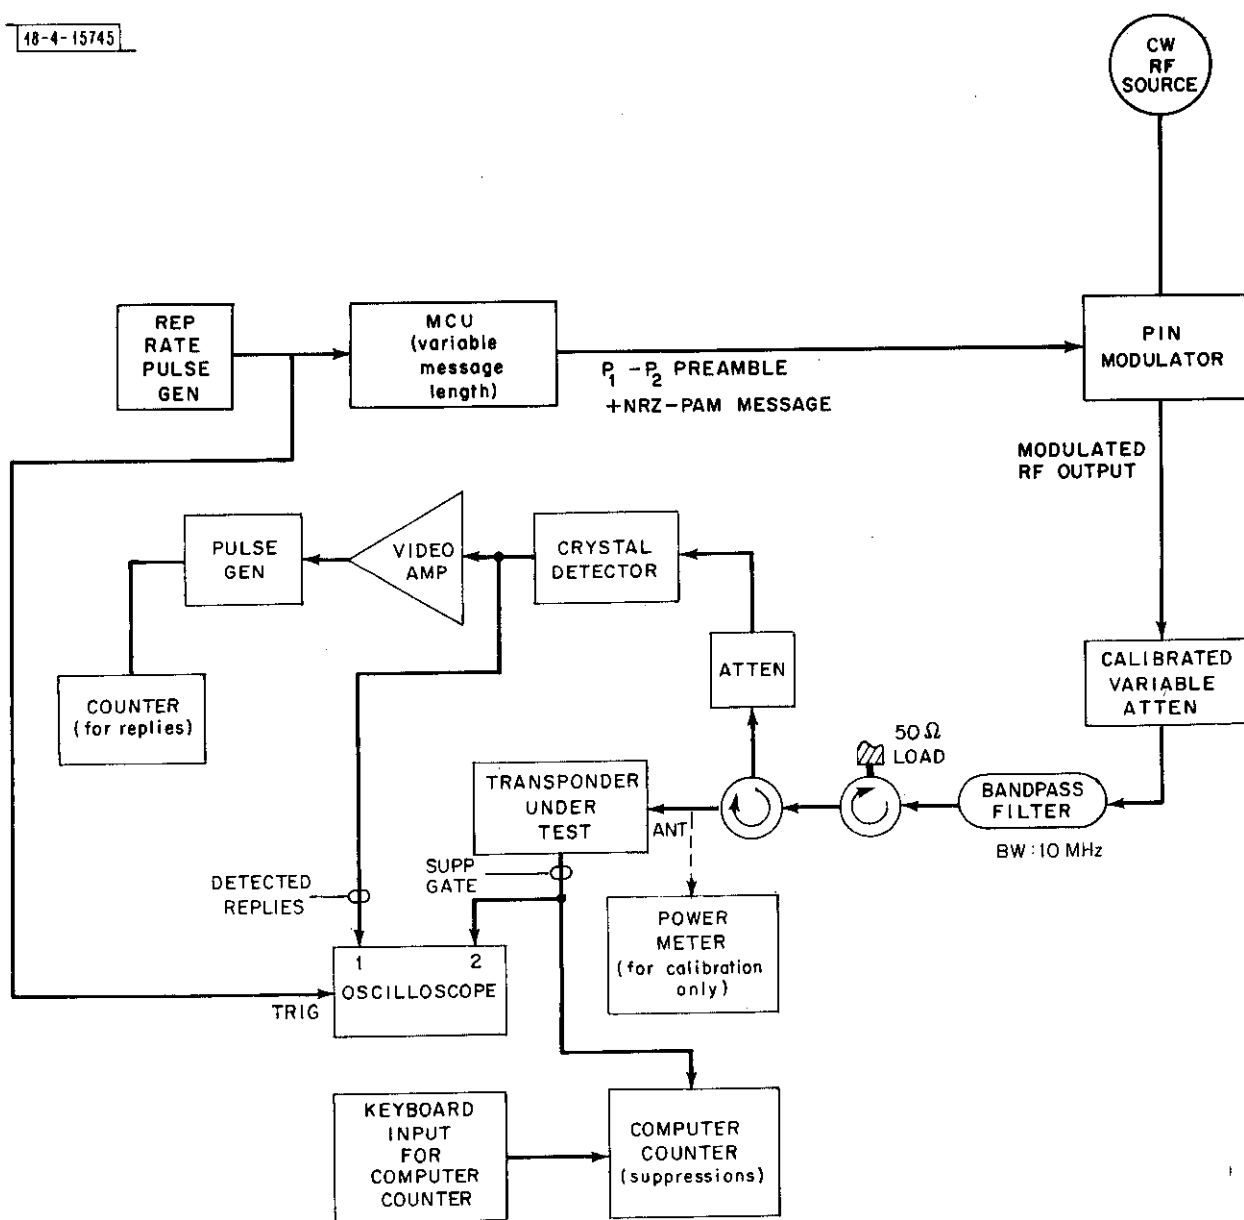 18-4-15745
CW
RF
SOURCE
REP
RATE
PULSE
GEN
MCU
(variable
message
length)
P1 - P2 PREAMBLE
+NRZ-PAM MESSAGE
PIN
MODULATOR
MODULATED
RF OUTPUT
PULSE
GEN
VIDEO
AMP
CRYSTAL
DETECTOR
ATTEN
CALIBRATED
VARIABLE
ATTEN
COUNTER
(for replies)
50 Ω
LOAD
TRANSPONDER
UNDER
TEST
ANT
BANDPASS
FILTER
BW : 10 MHz
SUPP
GATE
DETECTED
REPLIES
POWER
METER
(for calibration
only)
1
2
OSCILLOSCOPE
TRIG
KEYBOARD
INPUT
FOR
COMPUTER
COUNTER
COMPUTER
COUNTER
(suppressions)